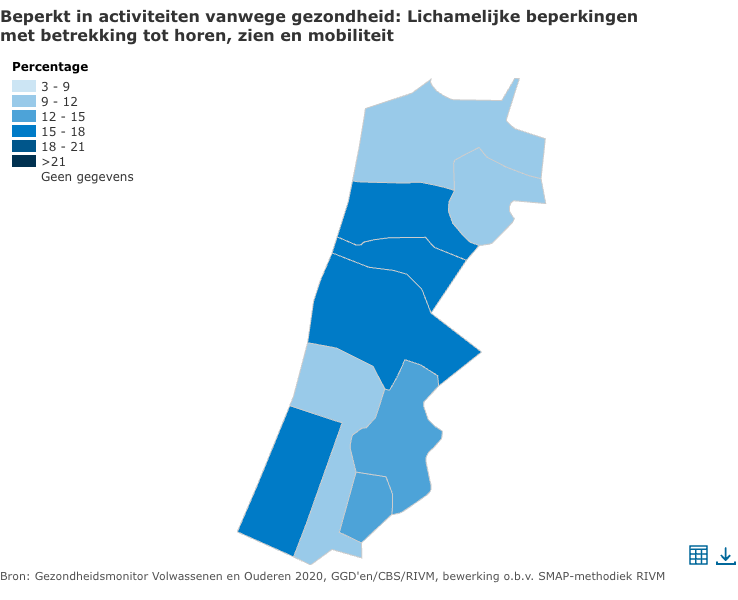 Beperkt in activiteiten vanwege gezondheid: Lichamelijke beperkingen
met betrekking tot horen, zien en mobiliteit
Percentage
3 - 9
9 - 12
12 - 15
15 - 18
18 - 21
>21
Geen gegevens
Bron: Gezondheidsmonitor Volwassenen en Ouderen 2020, GGD'en/CBS/RIVM, bewerking o.b.v. SMAP-methodiek RIVM